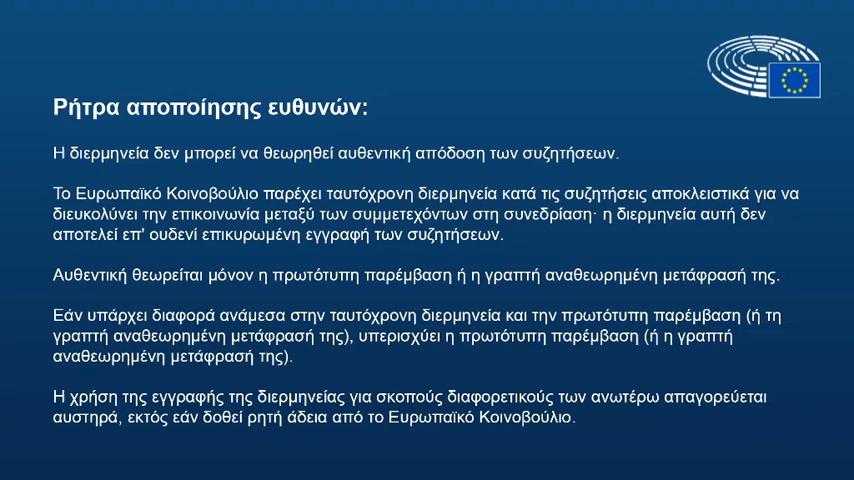 Ρήτρα αποποίησης ευθυνών:
Η διερμηνεία δεν μπορεί να θεωρηθεί αυθεντική απόδοση των συζητήσεων.
Το Ευρωπαϊκό Κοινοβούλιο παρέχει ταυτόχρονη διερμηνεία κατά τις συζητήσεις αποκλειστικά για να
διευκολύνει την επικοινωνία μεταξύ των συμμετεχόντων στη συνεδρίαση· η διερμηνεία αυτή δεν
αποτελεί επ' ουδενί επικυρωμένη εγγραφή των συζητήσεων.
Αυθεντική θεωρείται μόνον η πρωτότυπη παρέμβαση ή η γραπτή αναθεωρημένη μετάφρασή της.
Εάν υπάρχει διαφορά ανάμεσα στην ταυτόχρονη διερμηνεία και την πρωτότυπη παρέμβαση (ή τη
γραπτή αναθεωρημένη μετάφρασή της), υπερισχύει η πρωτότυπη παρέμβαση (ή η γραπτή
αναθεωρημένη μετάφρασή της).
Η χρήση της εγγραφής της διερμηνείας για σκοπούς διαφορετικούς των ανωτέρω απαγορεύεται
αυστηρά, εκτός εάν δοθεί ρητή άδεια από το Ευρωπαϊκό Κοινοβούλιο.